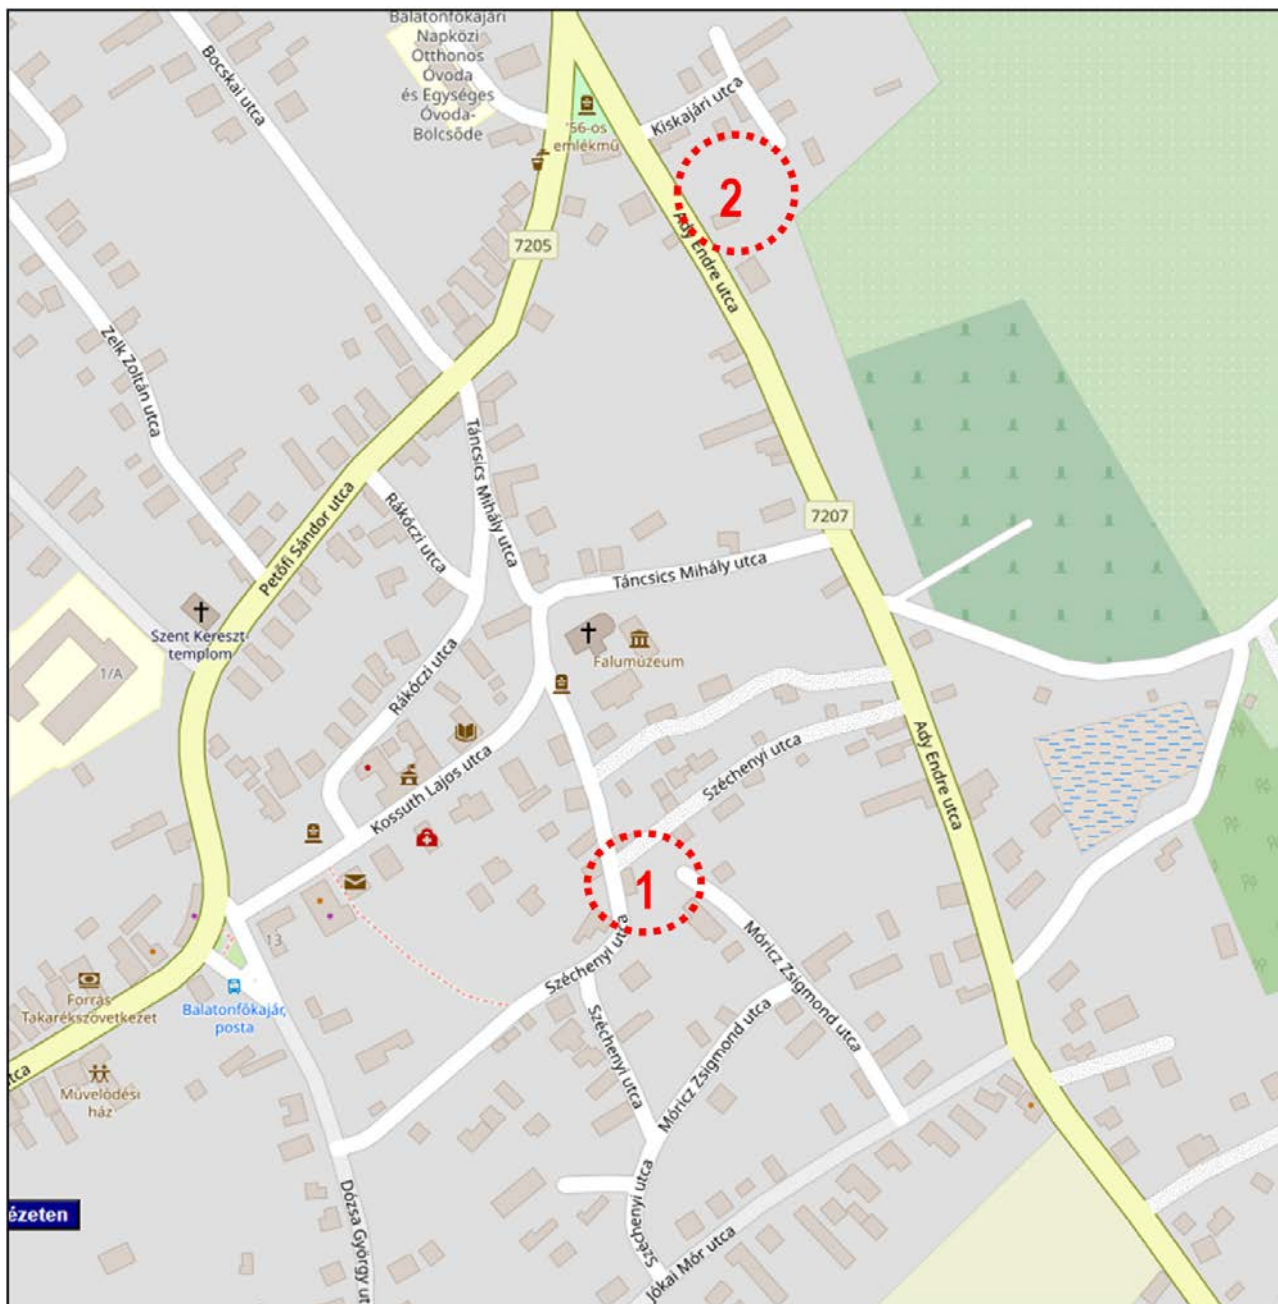 Balatonfőkajári
Napközi
Otthonos
Óvoda
és Egységes
Óvoda-
Bölcsőde
Bocskai utca
'56-os
emlékmű
Kiskajári utca
2
Ady Endre utca
7205
Zelk Zoltán utca
Táncsics Mihály utca
Petőfi Sándor utca
Rákóczi utca
7207
Táncsics Mihály utca
Szent Kereszt-
templom
1/A
Falumúzeum
Rákóczi utca
Kossuth Lajos utca
Széchenyi utca
Ady Endre utca
1
13
Széchenyi utca
Móricz Zsigmond utca
Forrás
Takarékszövetkezet
Balatonfőkajár,
posta
Széchenyi utca
Móricz Zsigmond utca
utca
Művelődési
ház
Széchenyi utca
Dózsa György ut
Jókai Mór utca
ézeten